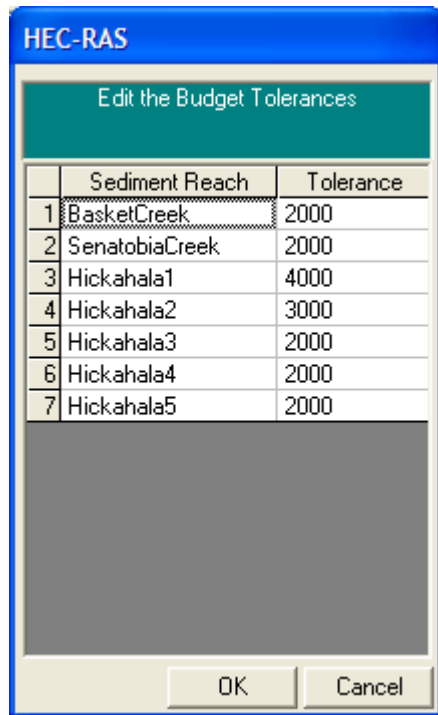 HEC-RAS
Edit the Budget Tolerances
Sediment Reach Tolerance
1 BasketCreek 2000
2 SenatobiaCreek 2000
3 Hickahala1 4000
4 Hickahala2 3000
5 Hickahala3 2000
6 Hickahala4 2000
7 Hickahala5 2000
OK Cancel